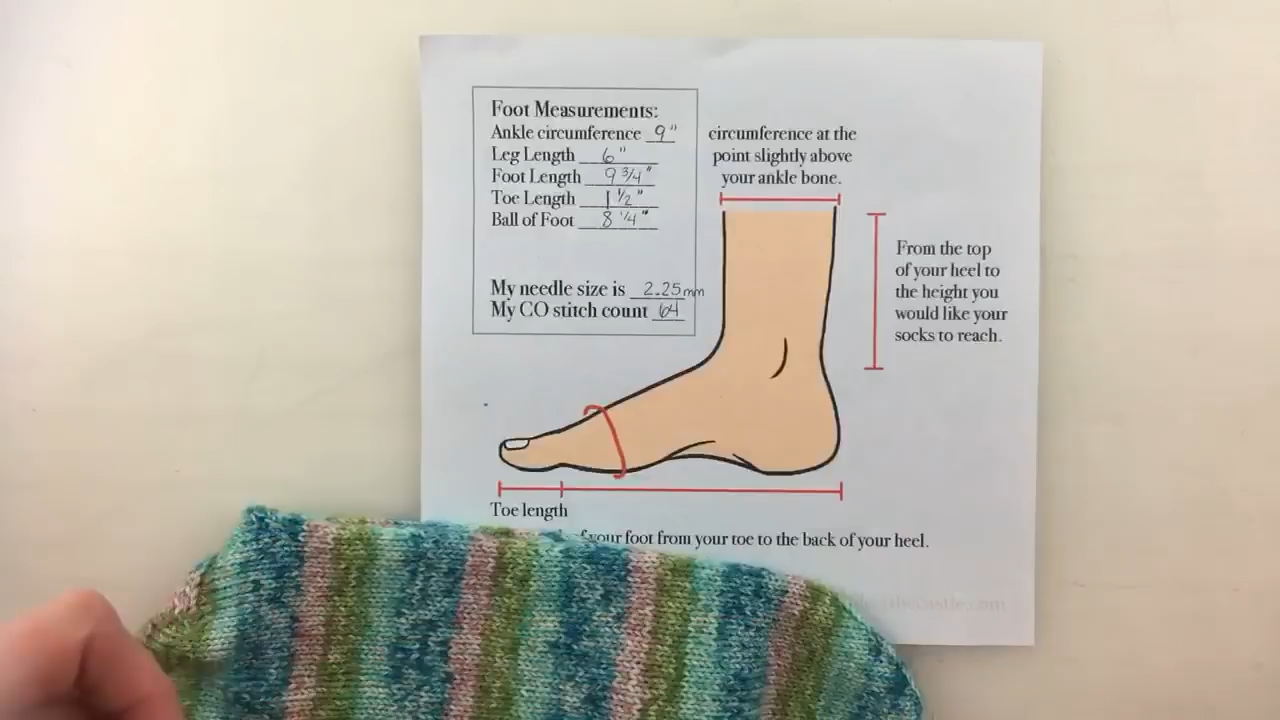 Foot Measurements:
Ankle circumference 9"
Leg Length 6"
Foot Length 9 3/4"
Toe Length 1 1/2"
Ball of Foot 8 1/4"
My needle size is 2.25mm
My CO stitch count 64
circumference at the
point slightly above
your ankle bone.
From the top
of your heel to
the height you
would like your
socks to reach.
Toe length
your foot from your toe to the back of your heel.